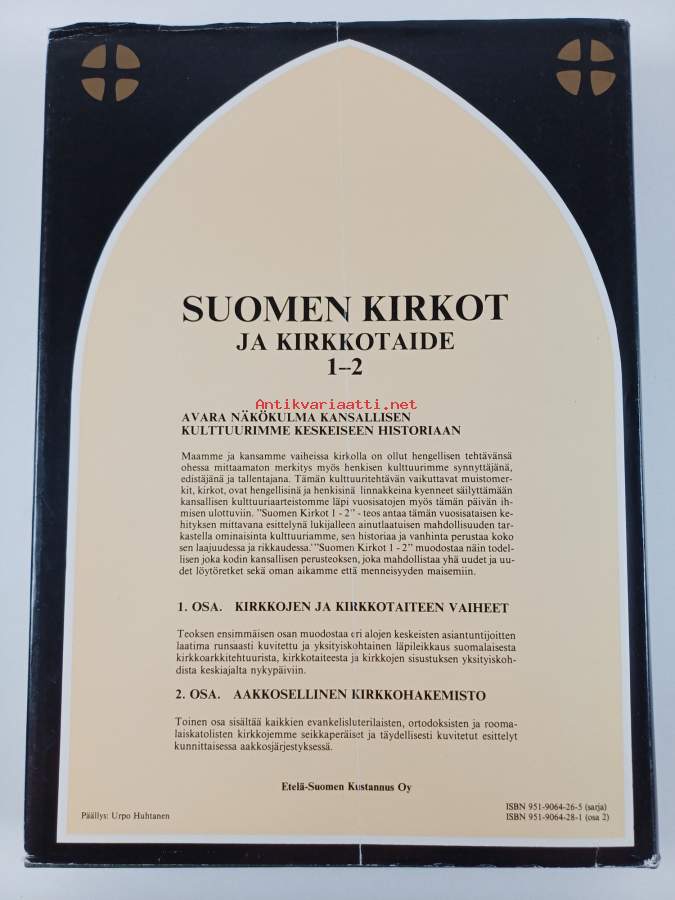 SUOMEN KIRKOT
JA KIRKKOTAIDE
1–2
Antikvariaatti.net
AVARA NÄKÖKULMA KANSALLISEN
KULTTUURIMME KESKEISEEN HISTORIAAN
Maamme ja kansamme vaiheissa kirkolla on ollut hengellisen tehtävänsä
ohessa mittaamaton merkitys myös henkisen kulttuurimme synnyttäjänä,
edistäjänä ja tallentajana. Tämän kulttuuritehtävän vaikuttavat muistomer-
kit, kirkot, ovat hengellisinä ja henkisinä linnakkeina kyenneet säilyttämään
kansallisen kulttuuriaarteistomme läpi vuosisatojen myös tämän päivän ih-
misen ulottuviin. "Suomen Kirkot 1 - 2" - teos antaa tämän vuosisataisen ke-
hityksen mittavana esittelynä lukijalleen ainutlaatuisen mahdollisuuden tar-
kastella ominaisinta kulttuuriamme, sen historiaa ja vanhinta perustaa koko
sen laajuudessa ja rikkaudessa. "Suomen Kirkot 1 - 2" muodostaa näin todel-
lisen joka kodin kansallisen perusteoksen, joka mahdollistaa yhä uudet ja uu-
det löytöretket sekä oman aikamme että menneisyyden maisemiin.
1. OSA. KIRKKOJEN JA KIRKKOTAITEEN VAIHEET
Teoksen ensimmäisen osan muodostaa eri alojen keskeisten asiantuntijoitten
laatima runsaasti kuvitettu ja yksityiskohtainen läpileikkaus suomalaisesta
kirkkoarkkitehtuurista, kirkkotaiteesta ja kirkkojen sisustuksen yksityiskoh-
dista keskiajalta nykypäiviin.
2. OSA. AAKKOSELLINEN KIRKKOHAKEMISTO
Toinen osa sisältää kaikkien evankelisluterilaisten, ortodoksisten ja rooma-
laiskatolisten kirkkojemme seikkaperäiset ja täydellisesti kuvitetut esittelyt
kunnittaisessa aakkosjärjestyksessä.
Etelä-Suomen Kustannus Oy
Päällys: Urpo Huhtanen
ISBN 951-9064-26-5 (sarja)
ISBN 951-9064-28-1 (osa 2)